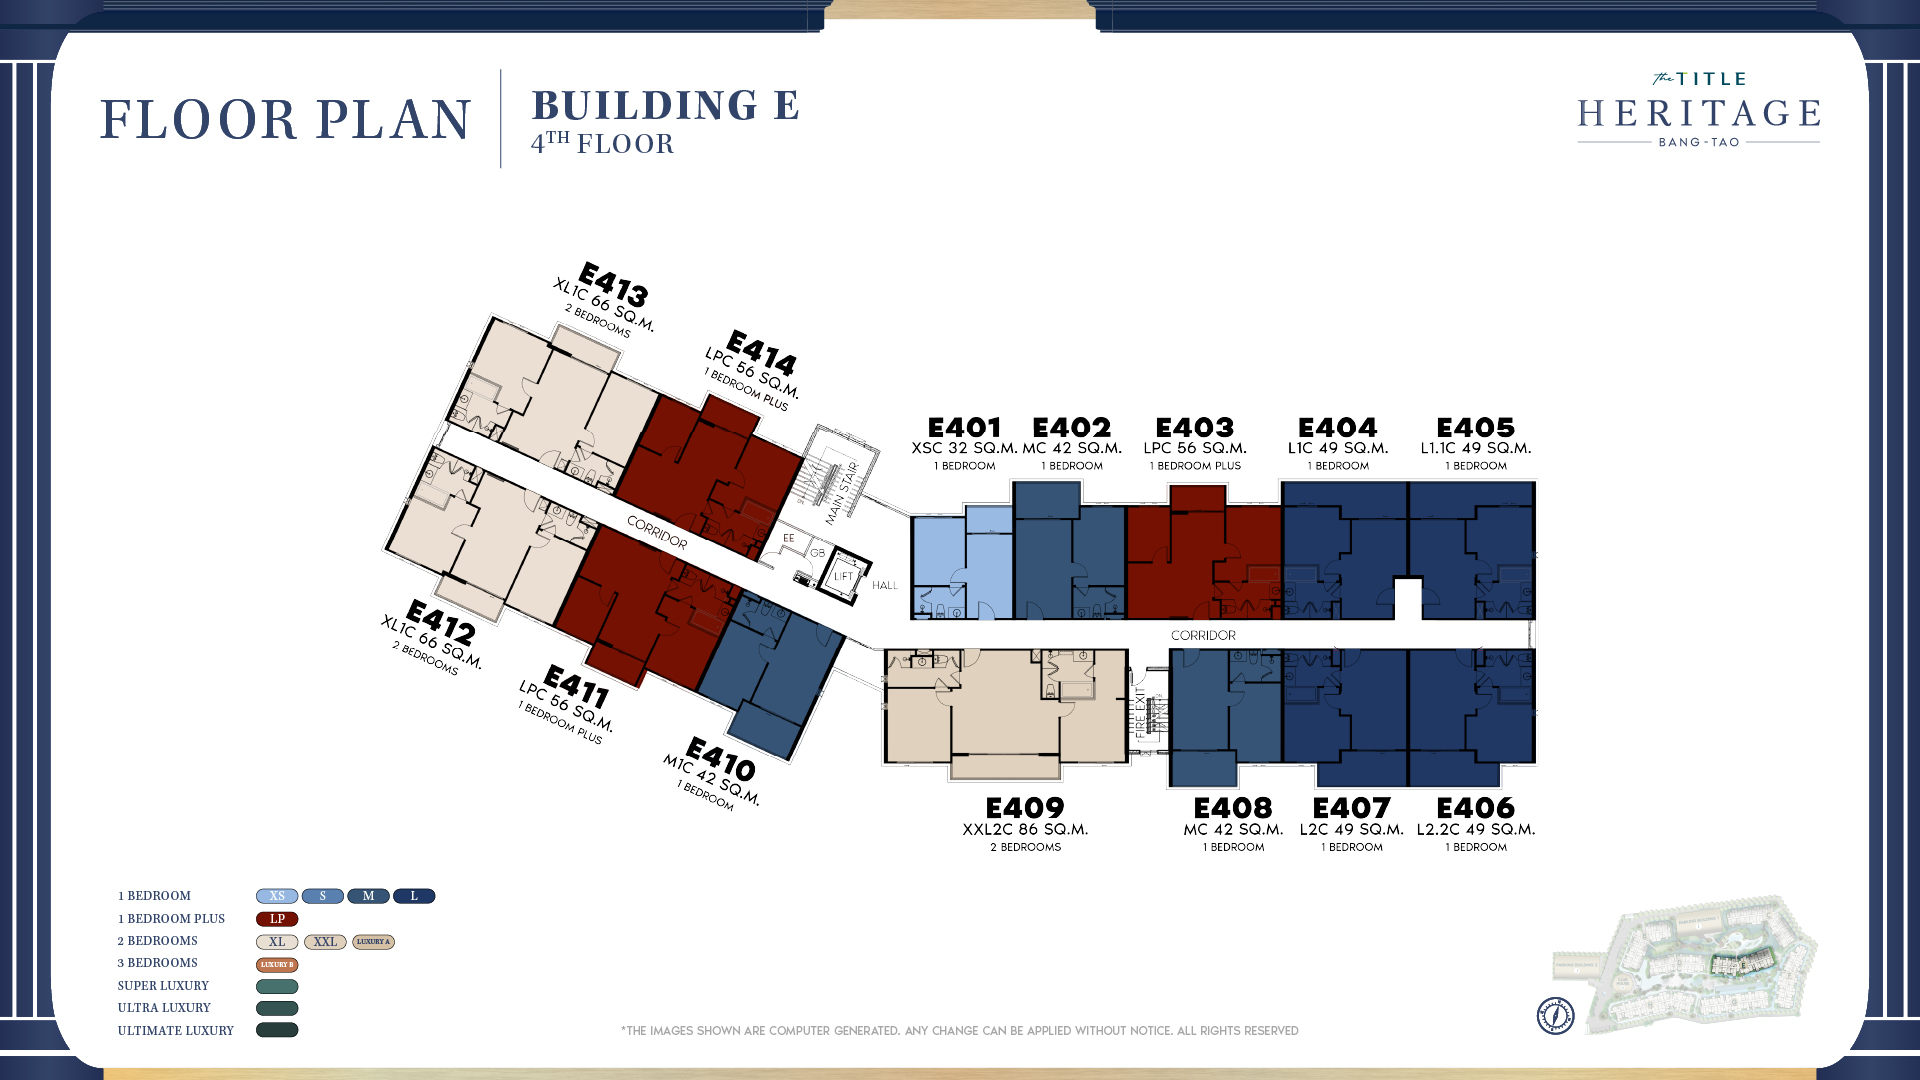 FLOOR PLAN
BUILDING E
4TH FLOOR
the TITLE
HERITAGE
BANG-TAO
E413
XL1C 66 SQ.M.
2 BEDROOMS
E414
LPC 56 SQ.M.
1 BEDROOM PLUS
E401
XSC 32 SQ.M.
1 BEDROOM
E402
MC 42 SQ.M.
1 BEDROOM
E403
LPC 56 SQ.M.
1 BEDROOM PLUS
E404
L1C 49 SQ.M.
1 BEDROOM
E405
L1.1C 49 SQ.M.
1 BEDROOM
MAIN STAIR
CORRIDOR
EE
GB
LIFT
HALL
CORRIDOR
FIRE EXIT
E412
XL1C 66 SQ.M.
2 BEDROOMS
E411
LPC 56 SQ.M.
1 BEDROOM PLUS
E410
M1C 42 SQ.M.
1 BEDROOM
E409
XXL2C 86 SQ.M.
2 BEDROOMS
E408
MC 42 SQ.M.
1 BEDROOM
E407
L2C 49 SQ.M.
1 BEDROOM
E406
L2.2C 49 SQ.M.
1 BEDROOM
1 BEDROOM XS S M L
1 BEDROOM PLUS LP
2 BEDROOMS XL XXL LUXURY A
3 BEDROOMS LUXURY B
SUPER LUXURY
ULTRA LUXURY
ULTIMATE LUXURY
*THE IMAGES SHOWN ARE COMPUTER GENERATED. ANY CHANGE CAN BE APPLIED WITHOUT NOTICE. ALL RIGHTS RESERVED